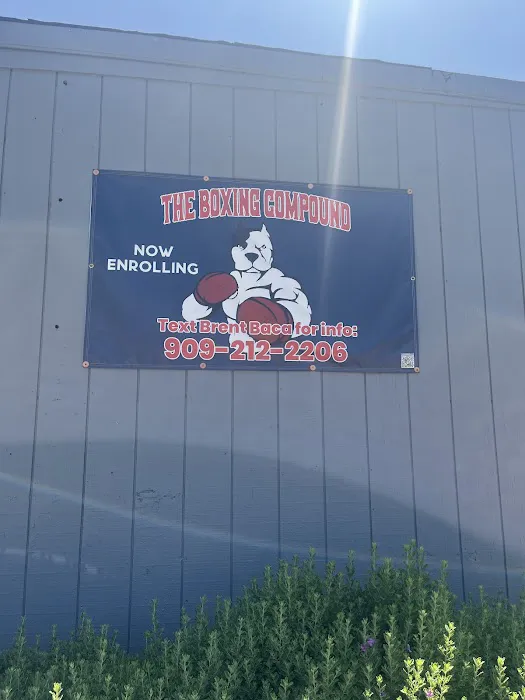 THE BOXING COMPOUND
NOW
ENROLLING
Text Brent Baca for info:
909-212-2206